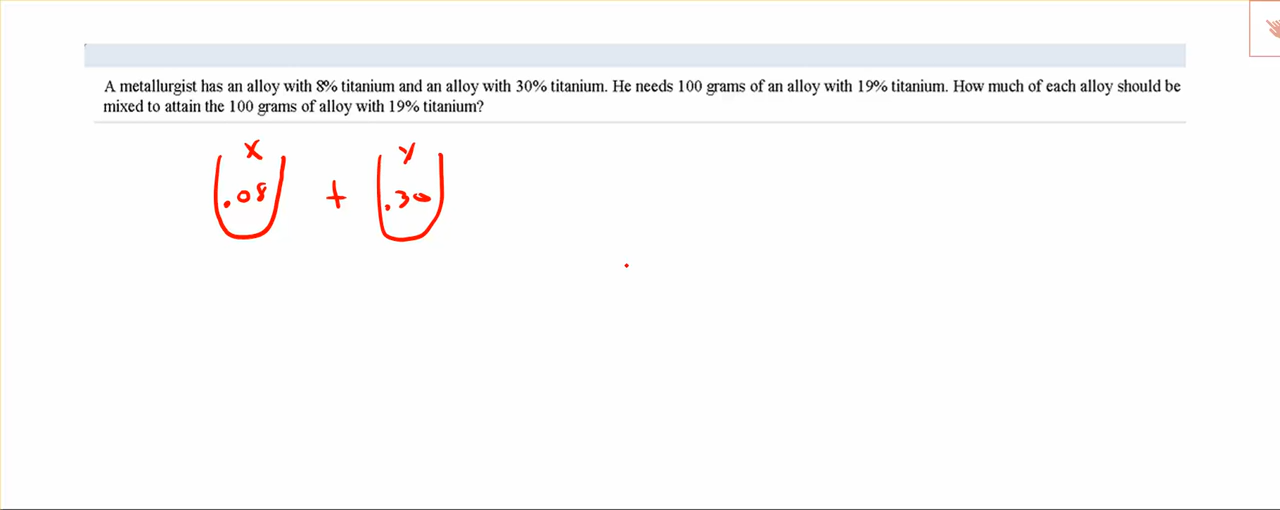 A metallurgist has an alloy with 8% titanium and an alloy with 30% titanium. He needs 100 grams of an alloy with 19% titanium. How much of each alloy should be
mixed to attain the 100 grams of alloy with 19% titanium?
x y
.08 + .30